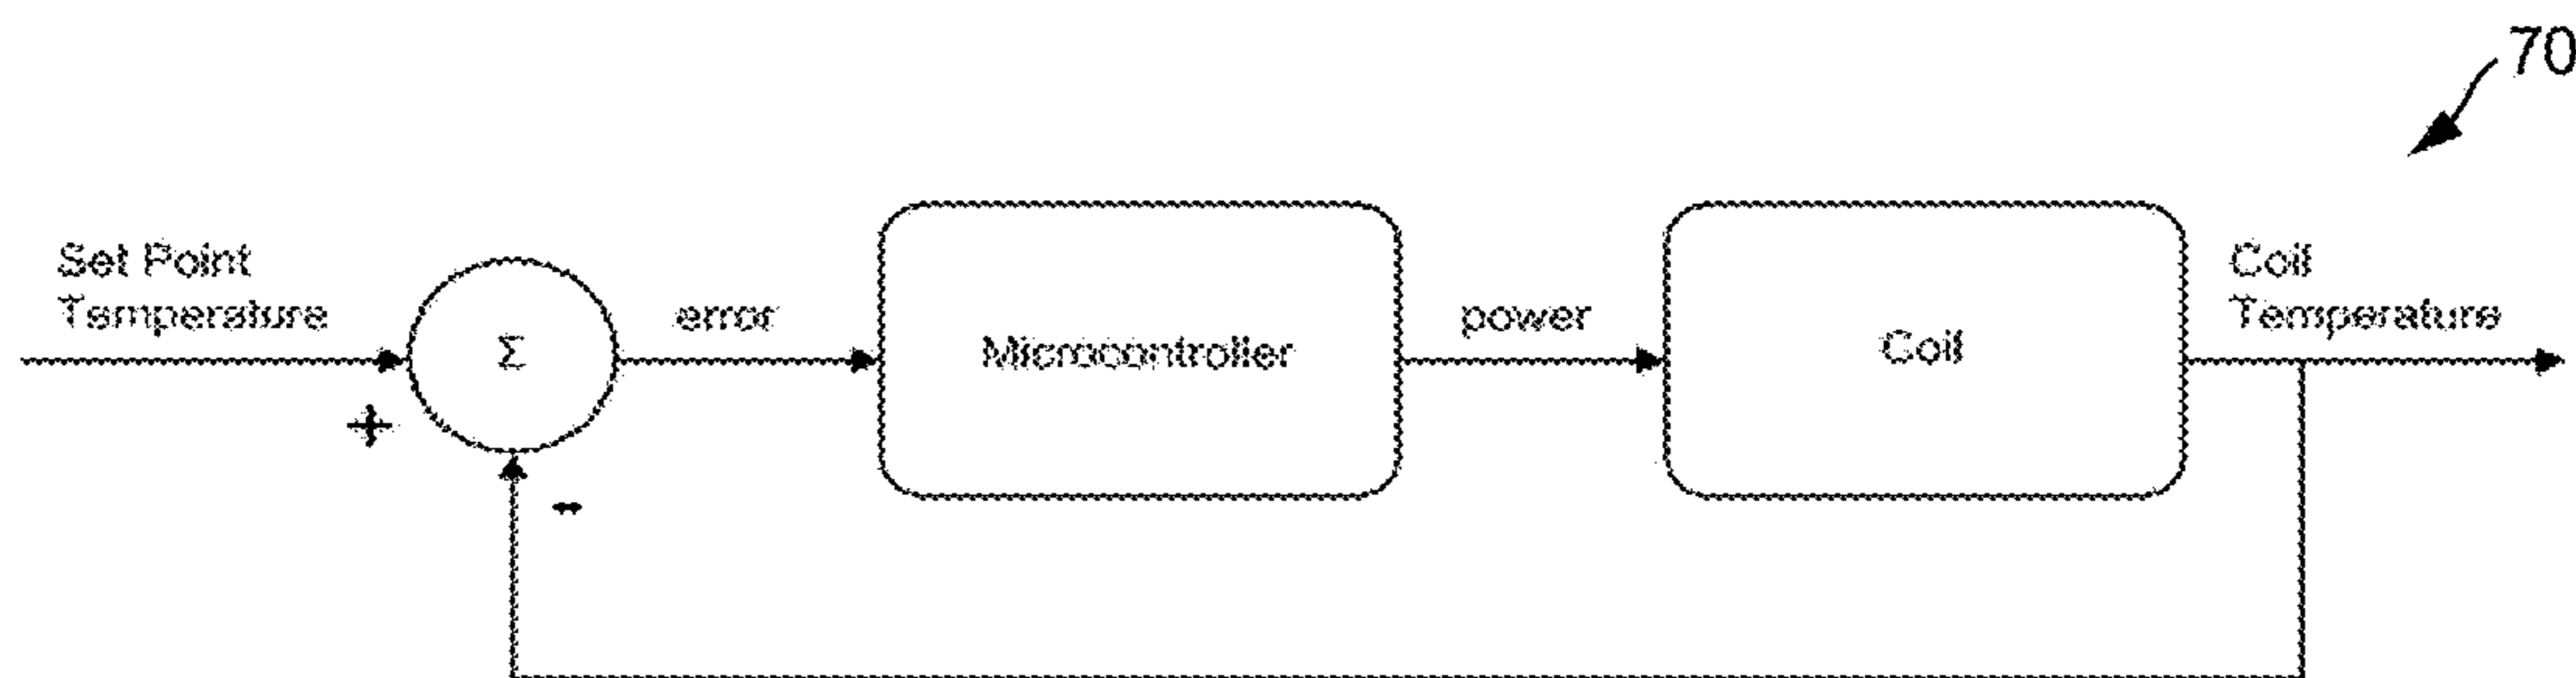 70
Set Point
Temperature
+
Σ
-
error
Microcontroller
power
Coil
Coil
Temperature